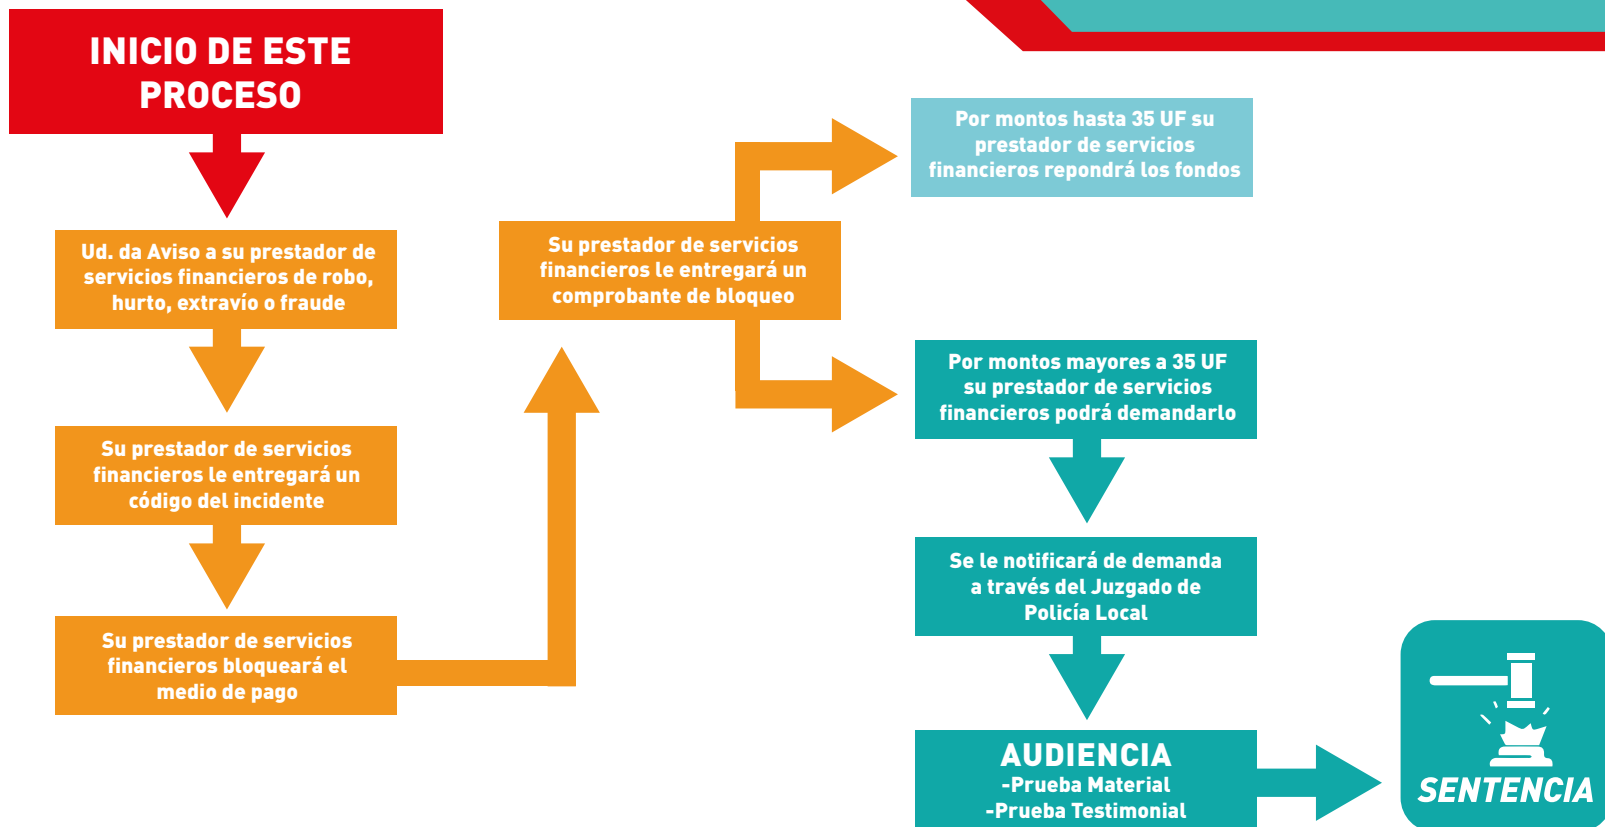 INICIO DE ESTE
PROCESO
Ud. da Aviso a su prestador de
servicios financieros de robo,
hurto, extravío o fraude
Su prestador de servicios
financieros le entregará un
código del incidente
Su prestador de servicios
financieros bloqueará el
medio de pago
Su prestador de servicios
financieros le entregará un
comprobante de bloqueo
Por montos hasta 35 UF su
prestador de servicios
financieros repondrá los fondos
Por montos mayores a 35 UF
su prestador de servicios
financieros podrá demandarlo
Se le notificará de demanda
a través del Juzgado de
Policía Local
AUDIENCIA
-Prueba Material
-Prueba Testimonial
SENTENCIA